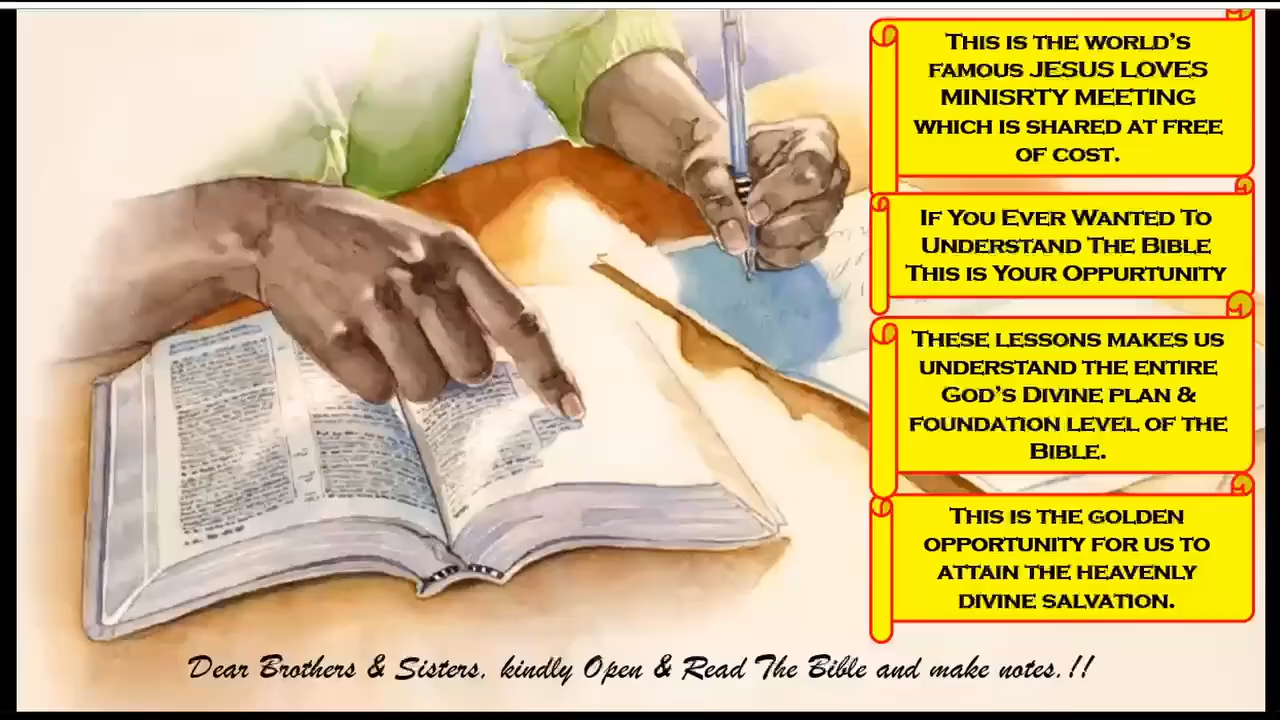 THIS IS THE WORLD'S
FAMOUS JESUS LOVES
MINISRTY MEETING
WHICH IS SHARED AT FREE
OF COST.
IF YOU EVER WANTED TO
UNDERSTAND THE BIBLE
THIS IS YOUR OPPURTUNITY
THESE LESSONS MAKES US
UNDERSTAND THE ENTIRE
GOD'S DIVINE PLAN &
FOUNDATION LEVEL OF THE
BIBLE.
THIS IS THE GOLDEN
OPPORTUNITY FOR US TO
ATTAIN THE HEAVENLY
DIVINE SALVATION.
Dear Brothers & Sisters, kindly Open & Read The Bible and make notes.!!